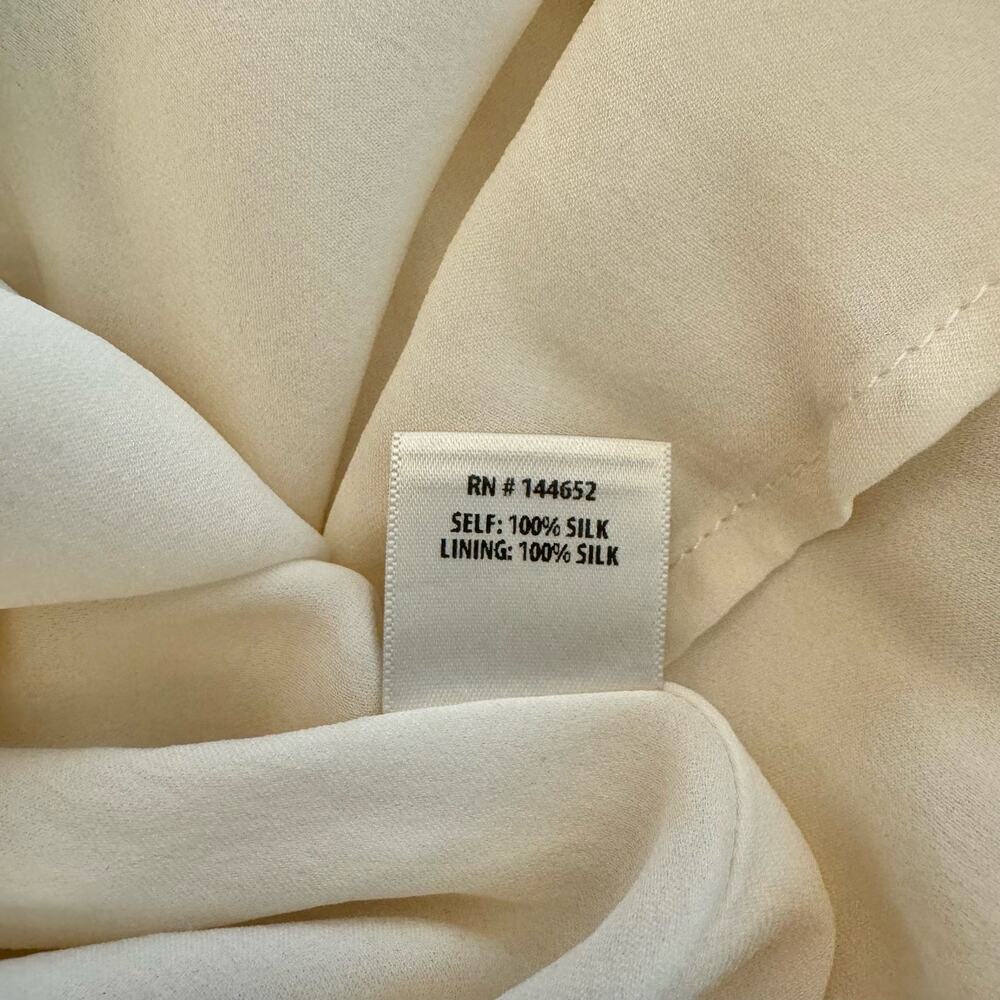 RN # 144652
SELF: 100% SILK
LINING: 100% SILK